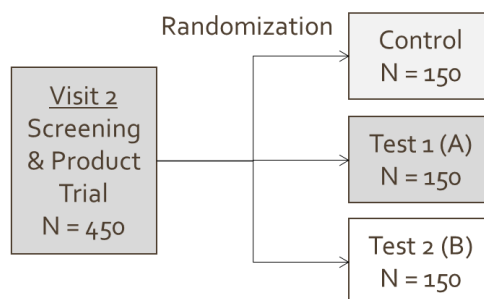 Randomization
Visit 2
Screening
& Product
Trial
N = 450
Control
N = 150
Test 1 (A)
N = 150
Test 2 (B)
N = 150